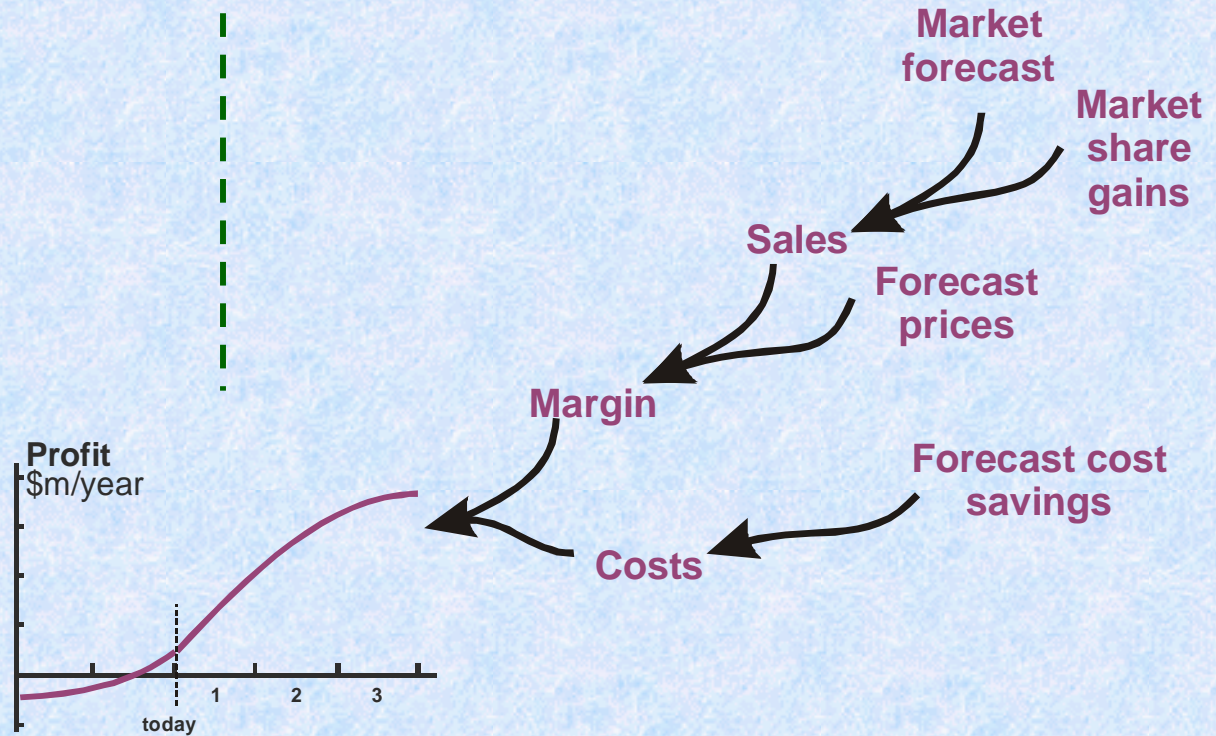 Market
forecast
Market
share
gains
Sales
Forecast
prices
Margin
Profit
$m/year
Forecast cost
savings
Costs
1
2
3
today